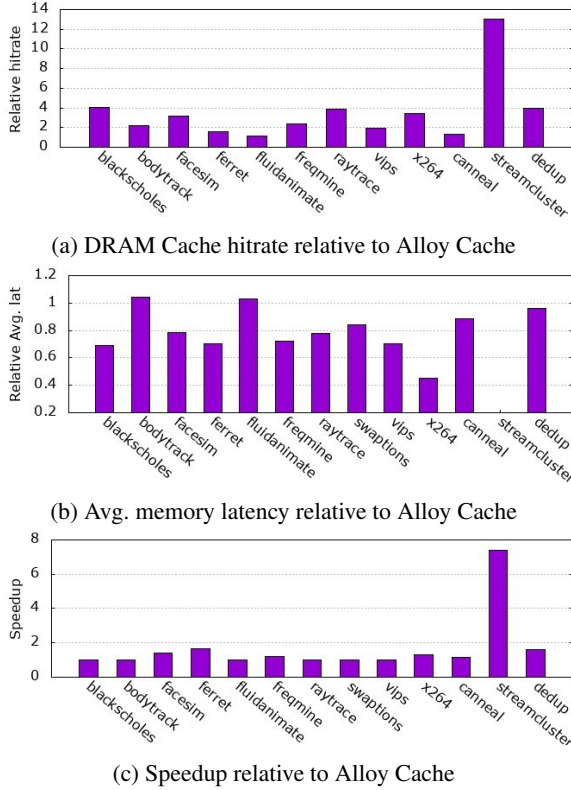 14
12
10
8
6
4
2
0
Relative hitrate
blackscholes
bodytrack
facesim
ferret
fluidanimate
freqmine
raytrace
vips
x264
canneal
streamcluster
dedup
(a) DRAM Cache hitrate relative to Alloy Cache
1.2
1
0.8
0.6
0.4
0.2
Relative Avg. lat
blackscholes
bodytrack
facesim
ferret
fluidanimate
freqmine
raytrace
swaptions
vips
x264
canneal
streamcluster
dedup
(b) Avg. memory latency relative to Alloy Cache
8
6
4
2
0
Speedup
blackscholes
bodytrack
facesim
ferret
fluidanimate
freqmine
raytrace
swaptions
vips
x264
canneal
streamcluster
dedup
(c) Speedup relative to Alloy Cache